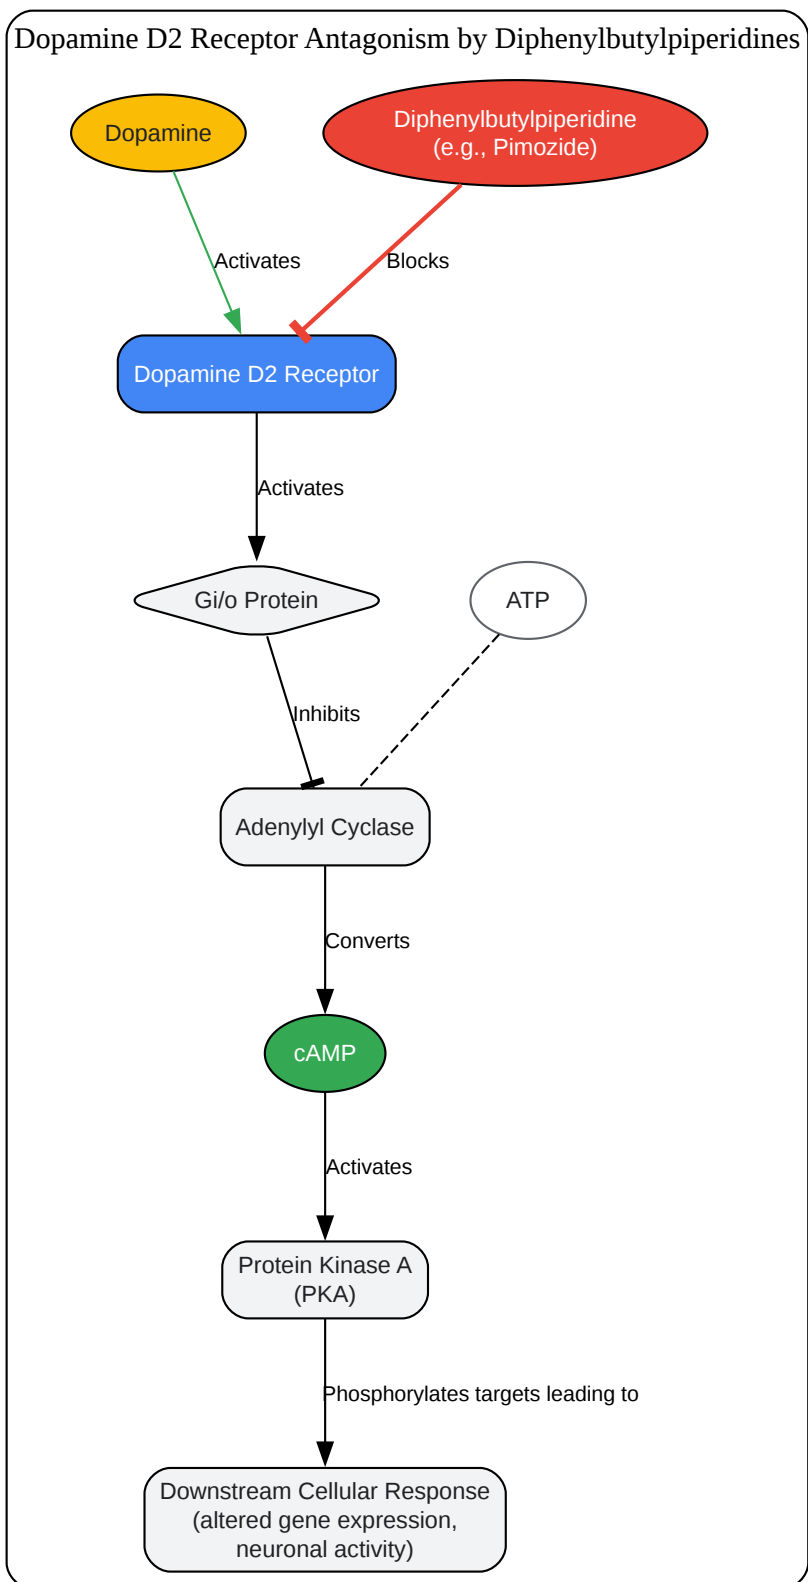 Dopamine D2 Receptor Antagonism by Diphenylbutylpiperidines
Dopamine
Diphenylbutylpiperidine
(e.g., Pimozide)
Activates
Blocks
Dopamine D2 Receptor
Activates
Gi/o Protein
ATP
Inhibits
Adenylyl Cyclase
Converts
cAMP
Activates
Protein Kinase A
(PKA)
Phosphorylates targets leading to
Downstream Cellular Response
(altered gene expression,
neuronal activity)